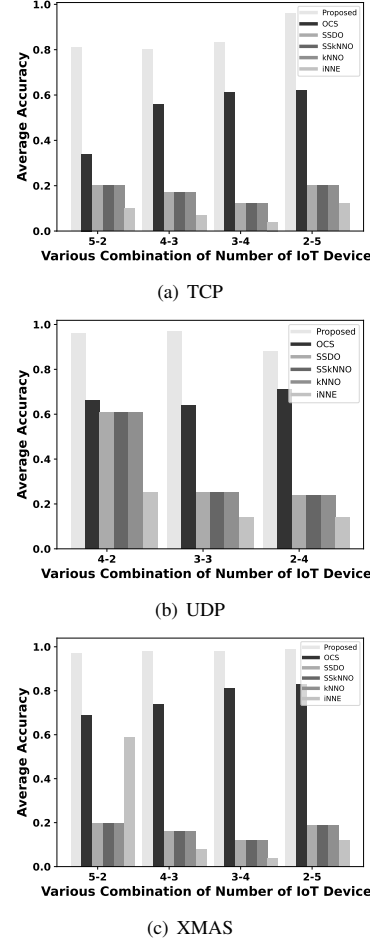 1.0
0.8
0.6
0.4
0.2
0.0
Average Accuracy
Proposed
OCS
SSDO
SSkNNO
kNNO
iNNE
5-2 4-3 3-4 2-5
Various Combination of Number of IoT Device
(a) TCP
1.0
0.8
0.6
0.4
0.2
0.0
Average Accuracy
Proposed
OCS
SSDO
SSkNNO
kNNO
iNNE
4-2 3-3 2-4
Various Combination of Number of IoT Device
(b) UDP
1.0
0.8
0.6
0.4
0.2
0.0
Average Accuracy
Proposed
OCS
SSDO
SSkNNO
kNNO
iNNE
5-2 4-3 3-4 2-5
Various Combination of Number of IoT Device
(c) XMAS